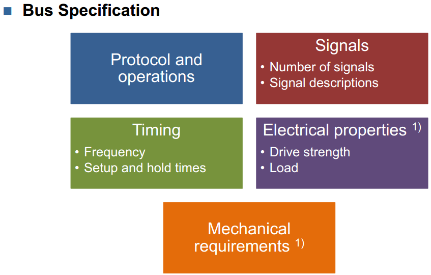 Bus Specification
Protocol and
operations
Signals
• Number of signals
• Signal descriptions
Timing
• Frequency
• Setup and hold times
Electrical properties 1)
• Drive strength
• Load
Mechanical
requirements 1)